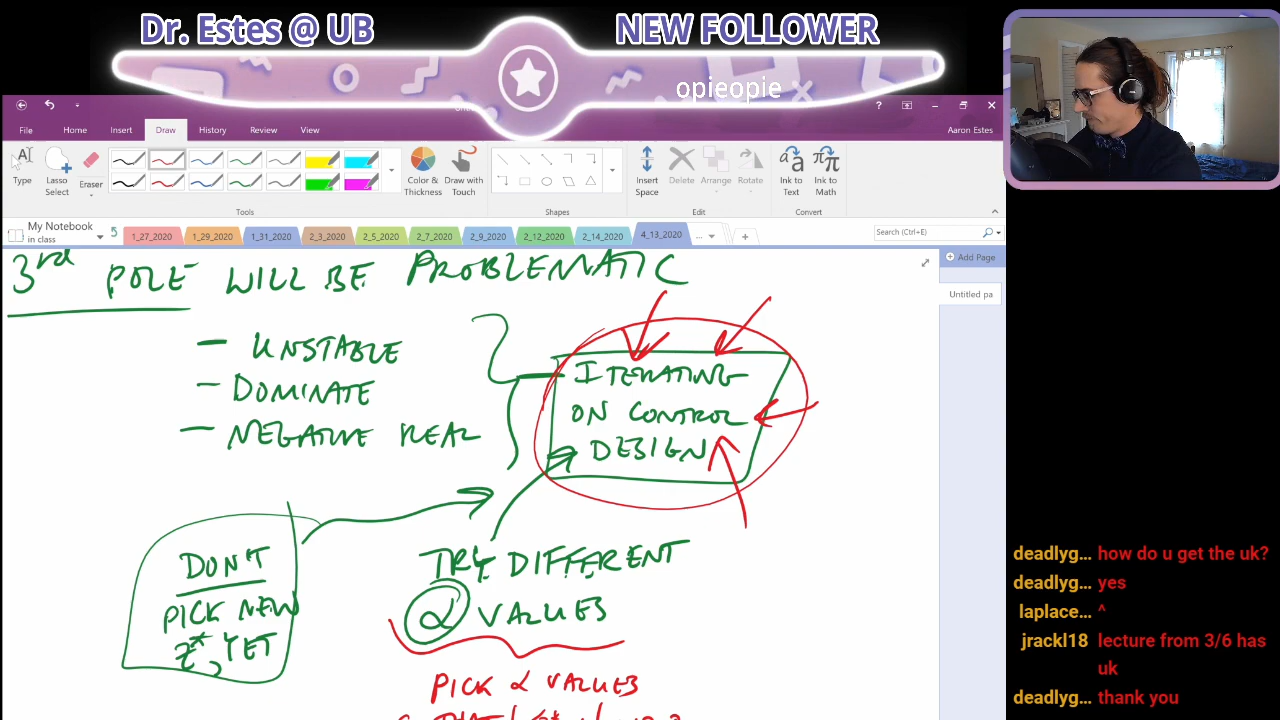 Dr. Estes @ UB
NEW FOLLOWER
opieopie
File Home Insert Draw History Review View
Aaron Estes
Type
Lasso Select
Eraser
Color & Thickness
Draw with Touch
Insert Space
Delete
Arrange
Rotate
Ink to Text
Ink to Math
Tools
Shapes
Edit
Convert
My Notebook
in class
1_27_2020 1_29_2020 1_31_2020 2_3_2020 2_5_2020 2_7_2020 2_9_2020 2_12_2020 2_14_2020 4_13_2020 ...
Search (Ctrl+E)
Add Page
Untitled pa
3rd POLE WILL BE PROBLEMATIC
- UNSTABLE
- DOMINATE
- NEGATIVE REAL
ITERATING
ON CONTROL
DESIGN
DON'T
PICK NEW
z*, YET
TRY DIFFERENT
α VALUES
PICK α VALUES
deadlyg... how do u get the uk?
deadlyg... yes
laplace... ^
jrackl18 lecture from 3/6 has
uk
deadlyg... thank you